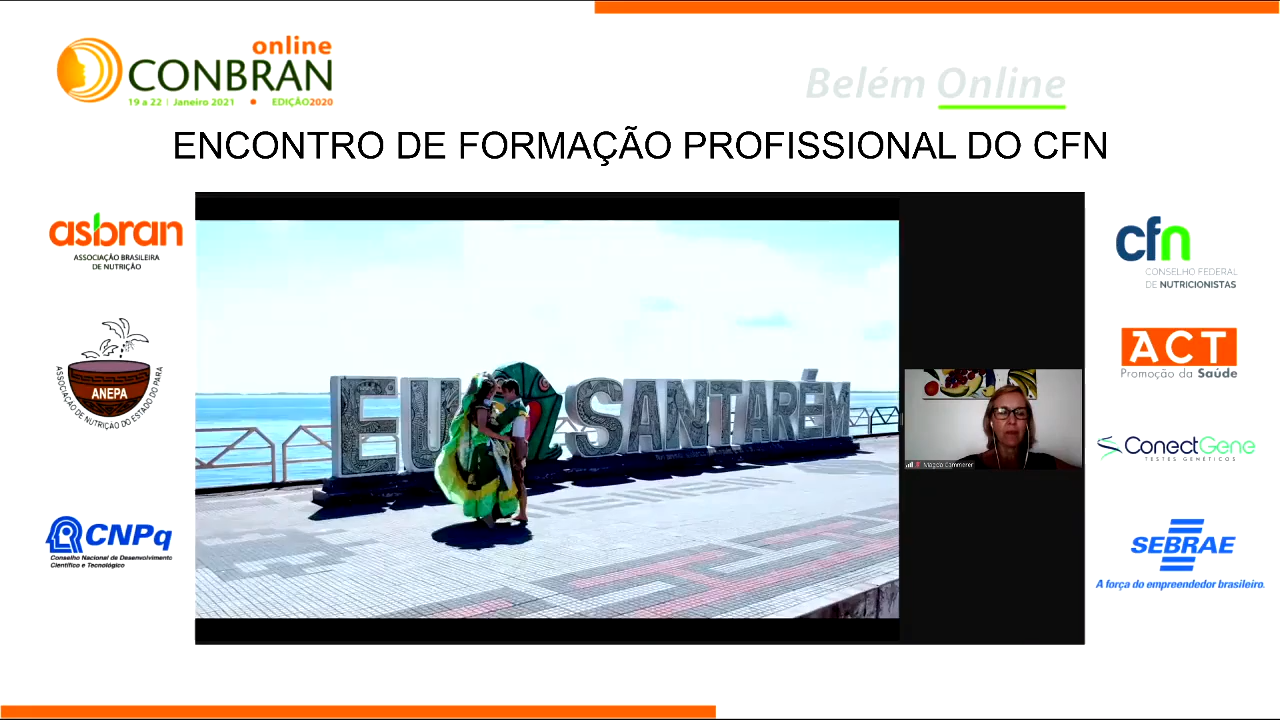 online
CONBRAN
19 a 22 | Janeiro 2021 • EDIÇÃO2020
Belém Online
ENCONTRO DE FORMAÇÃO PROFISSIONAL DO CFN
asbran
ASSOCIAÇÃO BRASILEIRA
DE NUTRIÇÃO
ANEPA
ASSOCIAÇÃO DE NUTRIÇÃO DO ESTADO DO PARÁ
CNPq
Conselho Nacional de Desenvolvimento
Científico e Tecnológico
EU SANTARÉM
Magda Cammerer
cfn
CONSELHO FEDERAL
DE NUTRICIONISTAS
ACT
Promoção da Saúde
ConectGene
TESTES GENÉTICOS
SEBRAE
A força do empreendedor brasileiro.